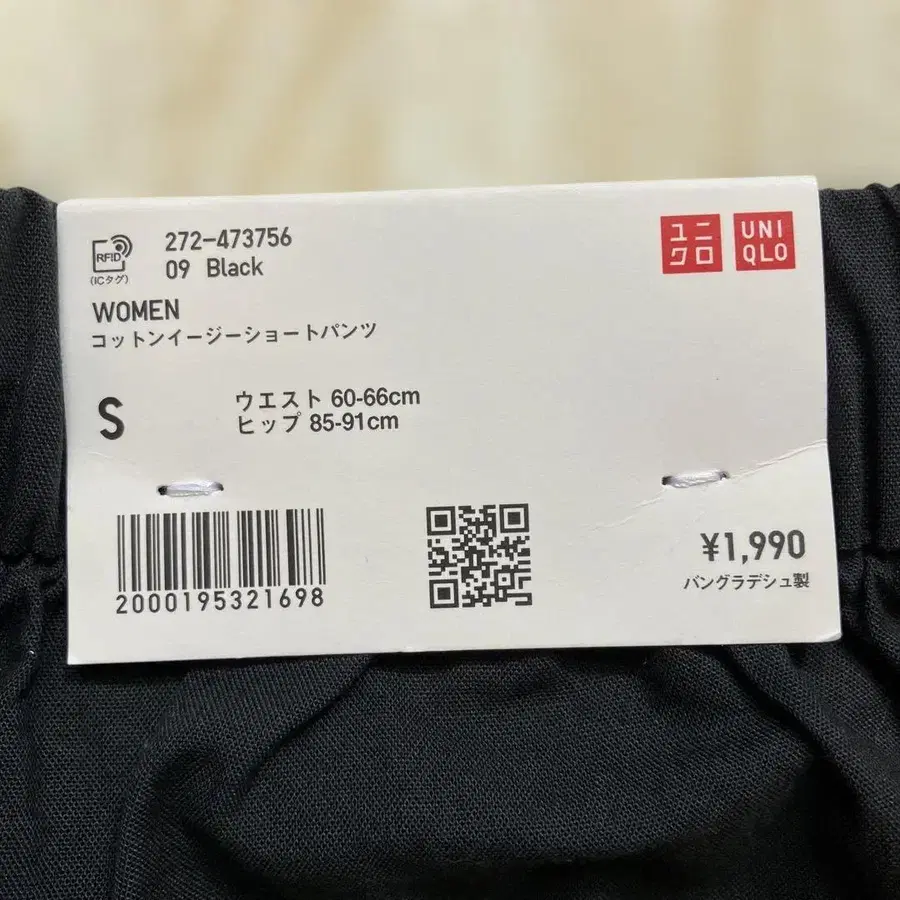 RFID
(ICタグ)
272-473756
09 Black
ユニ
クロ
UNI
QLO
WOMEN
コットンイージーショートパンツ
S
ウエスト 60-66cm
ヒップ 85-91cm
2000195321698
¥1,990
バングラデシュ製